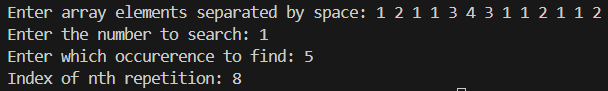 Enter array elements separated by space: 1 2 1 1 3 4 3 1 1 2 1 1 2
Enter the number to search: 1
Enter which occurerence to find: 5
Index of nth repetition: 8